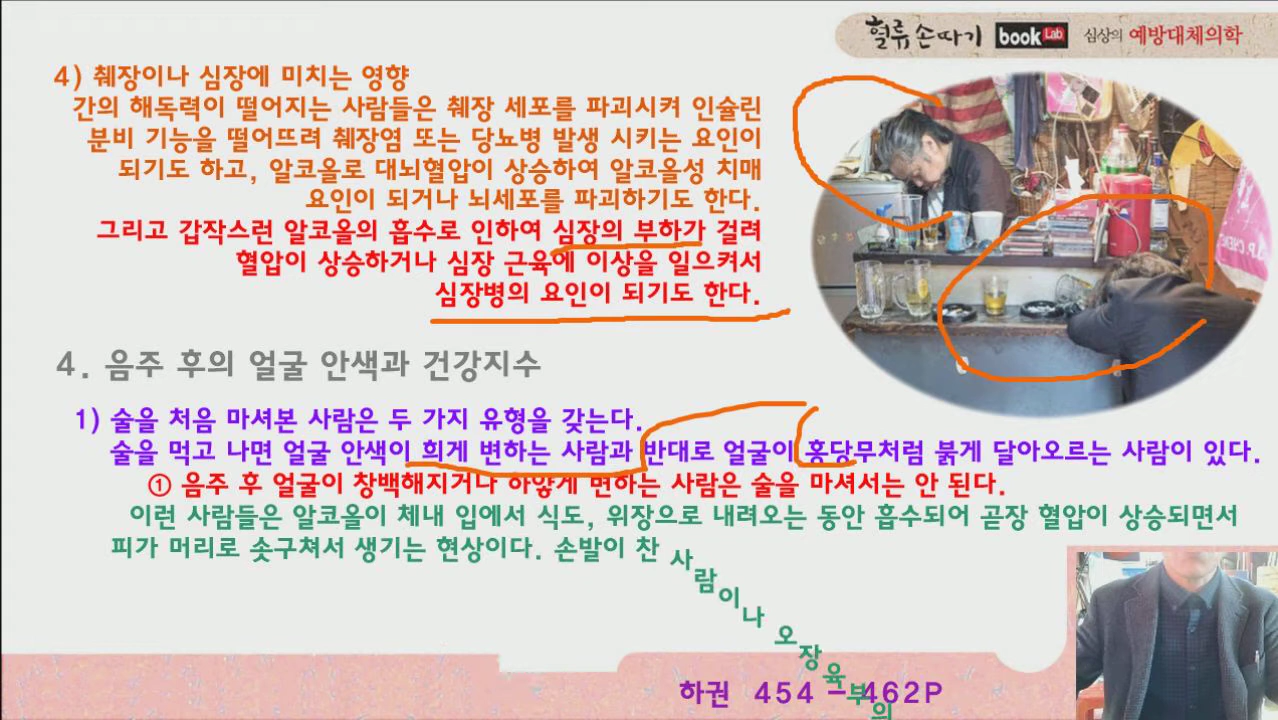 혈류 손따기 book Lab 심상의 예방대체의학
4) 췌장이나 심장에 미치는 영향
간의 해독력이 떨어지는 사람들은 췌장 세포를 파괴시켜 인슐린
분비 기능을 떨어뜨려 췌장염 또는 당뇨병 발생 시키는 요인이
되기도 하고, 알코올로 대뇌혈압이 상승하여 알코올성 치매
요인이 되거나 뇌세포를 파괴하기도 한다.
그리고 갑작스런 알코올의 흡수로 인하여 심장의 부하가 걸려
혈압이 상승하거나 심장 근육에 이상을 일으켜서
심장병의 요인이 되기도 한다.
4. 음주 후의 얼굴 안색과 건강지수
1) 술을 처음 마셔본 사람은 두 가지 유형을 갖는다.
술을 먹고 나면 얼굴 안색이 희게 변하는 사람과 반대로 얼굴이 홍당무처럼 붉게 달아오르는 사람이 있다.
① 음주 후 얼굴이 창백해지거나 하얗게 변하는 사람은 술을 마셔서는 안 된다.
이런 사람들은 알코올이 체내 입에서 식도, 위장으로 내려오는 동안 흡수되어 곧장 혈압이 상승되면서
피가 머리로 솟구쳐서 생기는 현상이다. 손발이 찬 사람이나 오장육부의
하권 454 - 462P